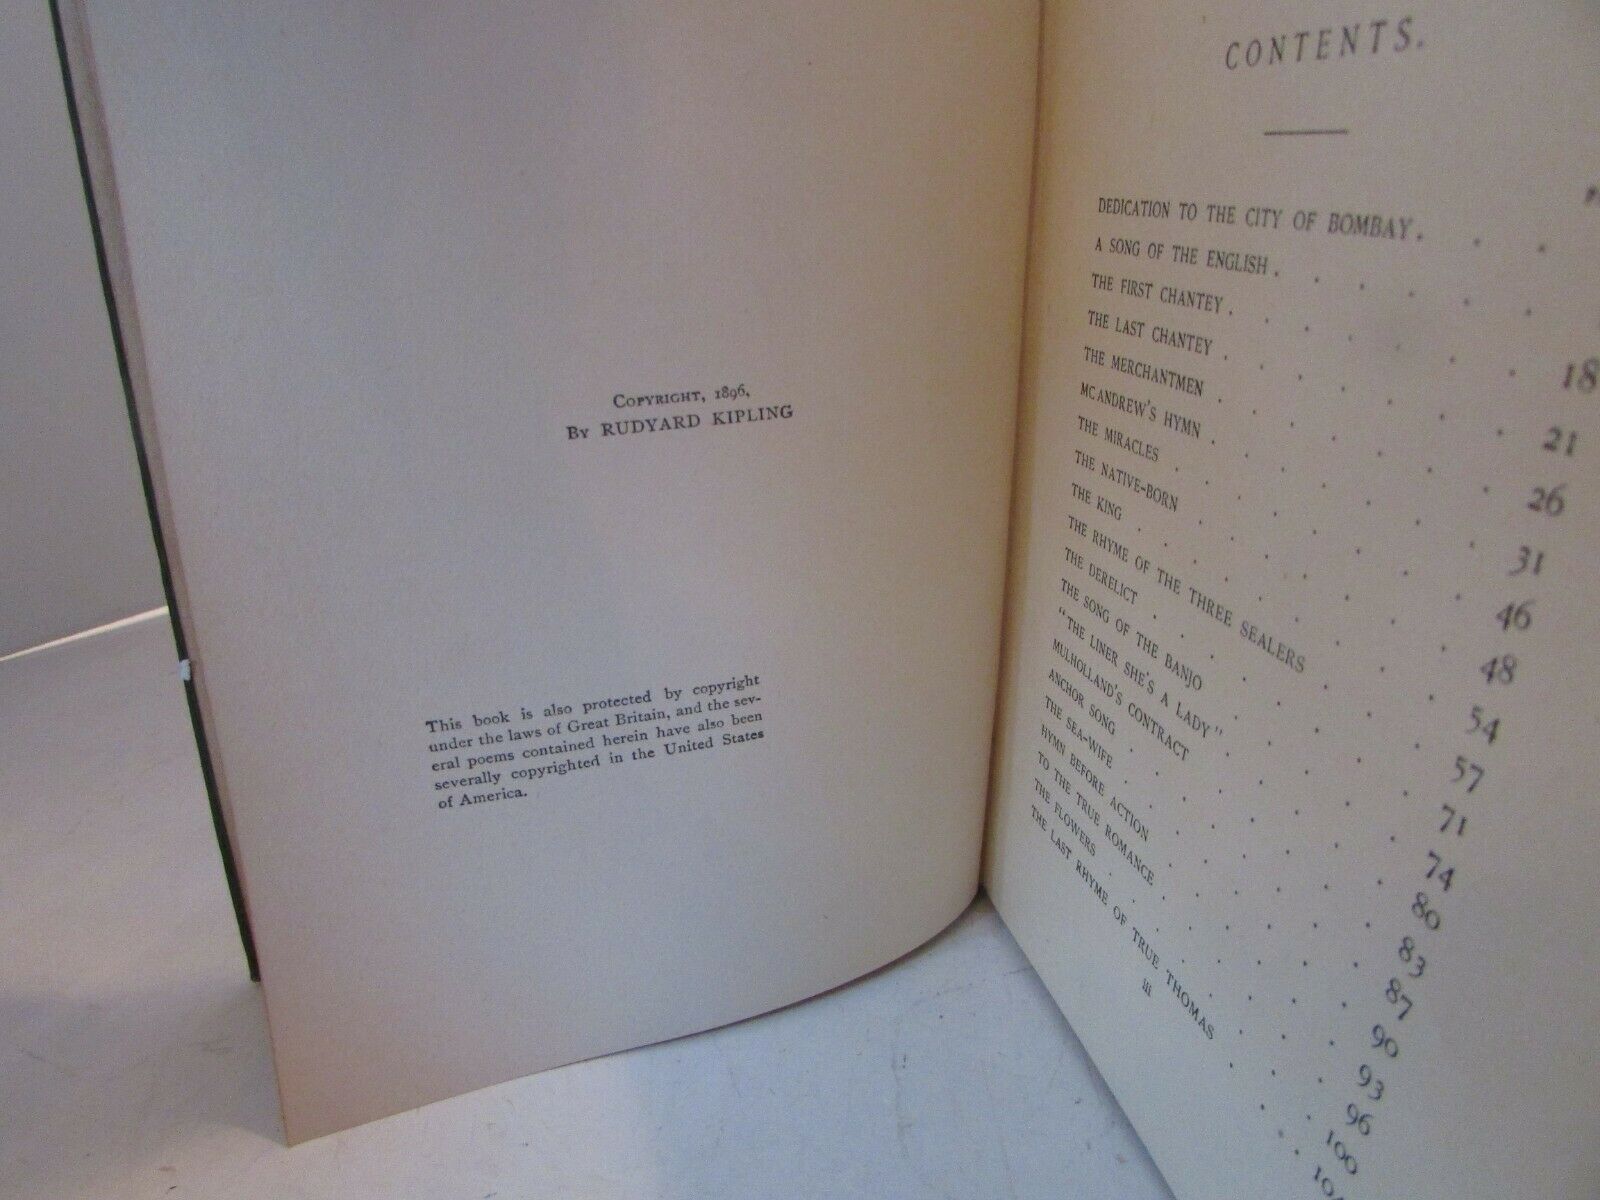 COPYRIGHT, 1896,
BY RUDYARD KIPLING
This book is also protected by copyright
under the laws of Great Britain, and the sev-
eral poems contained herein have also been
severally copyrighted in the United States
of America.
CONTENTS.
DEDICATION TO THE CITY OF BOMBAY
A SONG OF THE ENGLISH
THE FIRST CHANTEY 18
THE LAST CHANTEY 21
THE MERCHANTMEN 26
MCANDREW'S HYMN 31
THE MIRACLES 46
THE NATIVE-BORN 48
THE KING 54
THE RHYME OF THE THREE SEALERS 57
THE DERELICT 71
THE SONG OF THE BANJO 74
"THE LINER SHE'S A LADY" 80
MULHOLLAND'S CONTRACT 83
ANCHOR SONG 87
THE SEA-WIFE 90
HYMN BEFORE ACTION 93
TO THE TRUE ROMANCE 96
THE FLOWERS 100
THE LAST RHYME OF TRUE THOMAS
iii